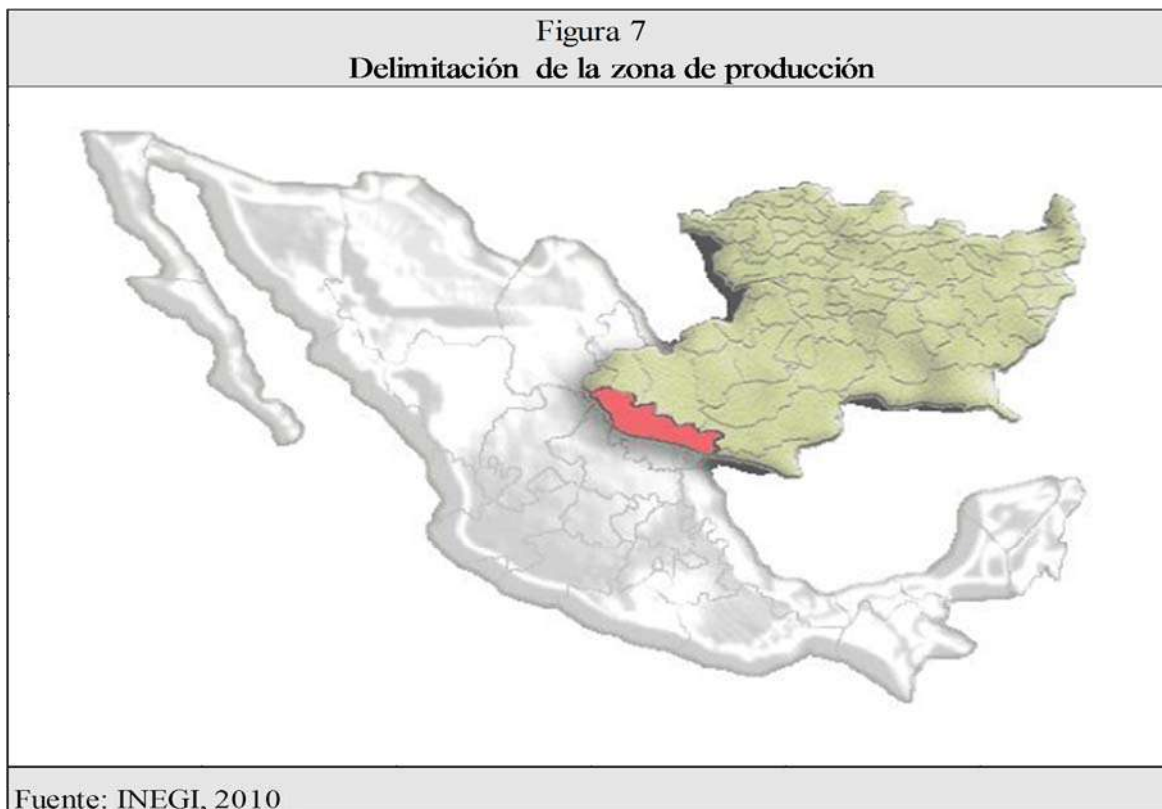 Figura 7
Delimitación de la zona de producción
Fuente: INEGI, 2010